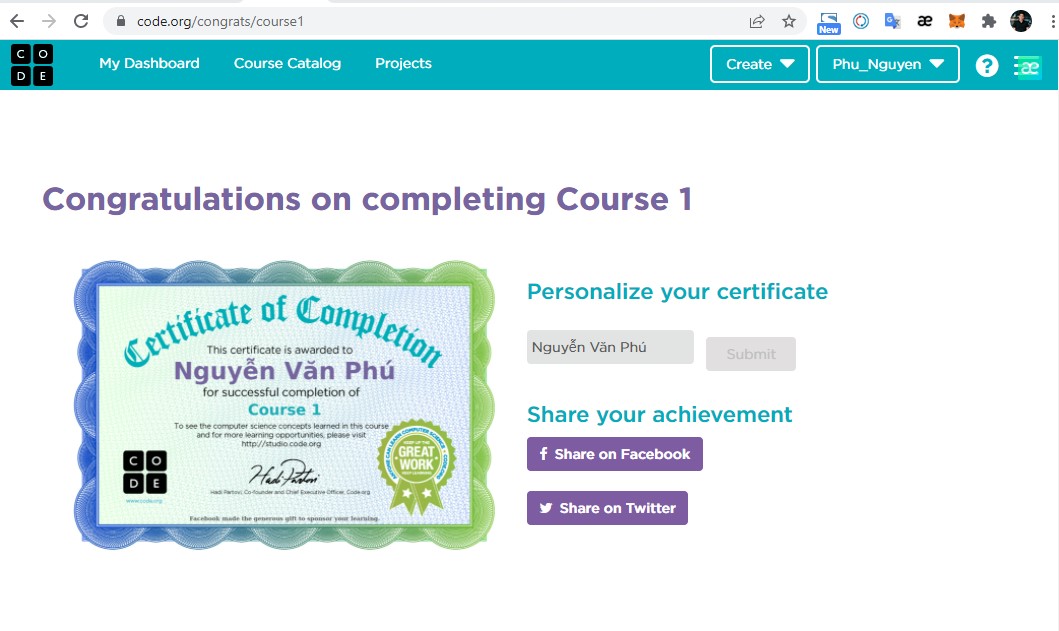 code.org/congrats/course1
New
C O
D E
My Dashboard
Course Catalog
Projects
Create
Phu_Nguyen
?
æ
Congratulations on completing Course 1
Certificate of Completion
This certificate is awarded to
Nguyễn Văn Phú
for successful completion of
Course 1
To see the computer science concepts learned in this course
and for more learning opportunities, please visit
http://studio.code.org
C O
D E
www.code.org
Hadi Partovi, Co-founder and Chief Executive Officer, Code.org
GREAT
WORK
Facebook made the generous gift to sponsor your learning.
Personalize your certificate
Nguyễn Văn Phú
Submit
Share your achievement
f Share on Facebook
Share on Twitter